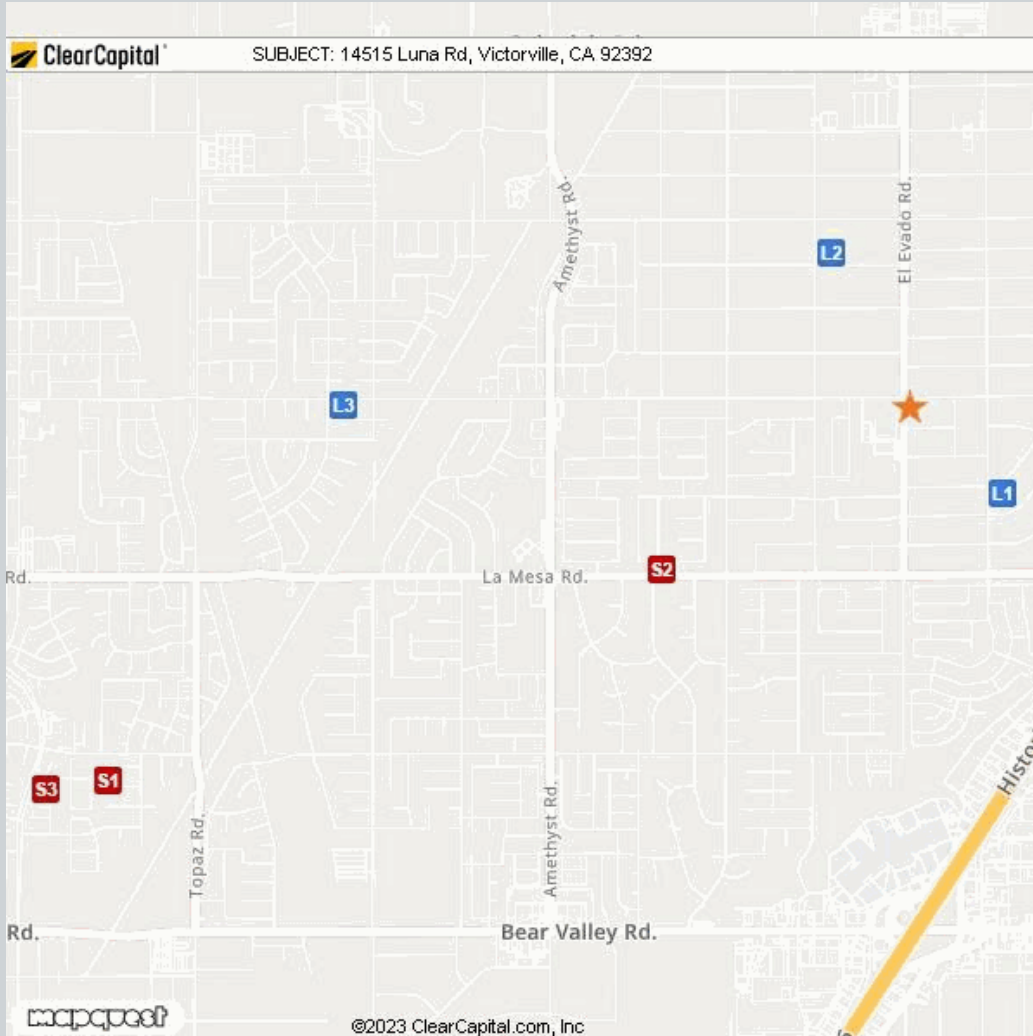 ClearCapital
SUBJECT: 14515 Luna Rd, Victorville, CA 92392
Amethyst Rd.
El Evado Rd.
L2
L3
L1
Rd.
La Mesa Rd.
S2
S3
S1
Topaz Rd.
Amethyst Rd.
Rd.
Bear Valley Rd.
mapquest
©2023 ClearCapital.com, Inc